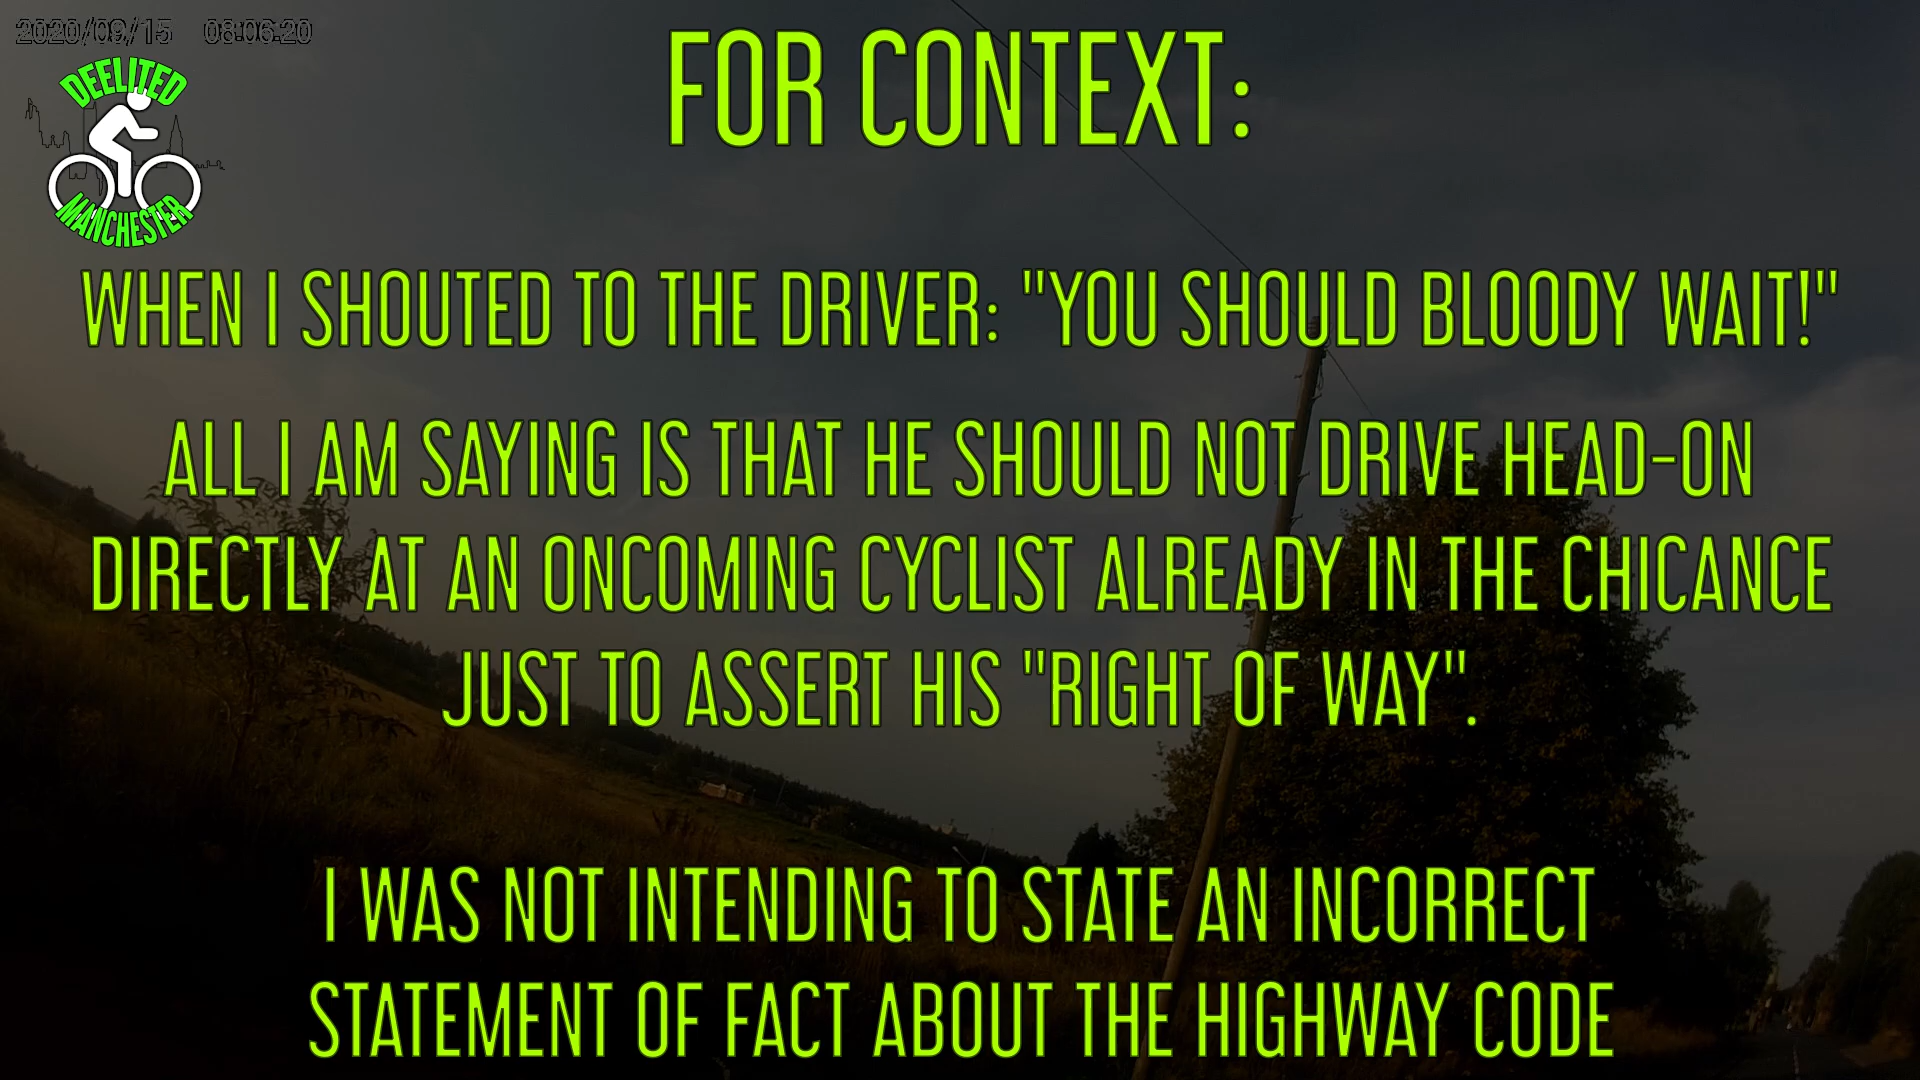 2020/09/15 08:06:20
DEELITED
MANCHESTER
FOR CONTEXT:
WHEN I SHOUTED TO THE DRIVER: "YOU SHOULD BLOODY WAIT!"
ALL I AM SAYING IS THAT HE SHOULD NOT DRIVE HEAD-ON
DIRECTLY AT AN ONCOMING CYCLIST ALREADY IN THE CHICANCE
JUST TO ASSERT HIS "RIGHT OF WAY".
I WAS NOT INTENDING TO STATE AN INCORRECT
STATEMENT OF FACT ABOUT THE HIGHWAY CODE